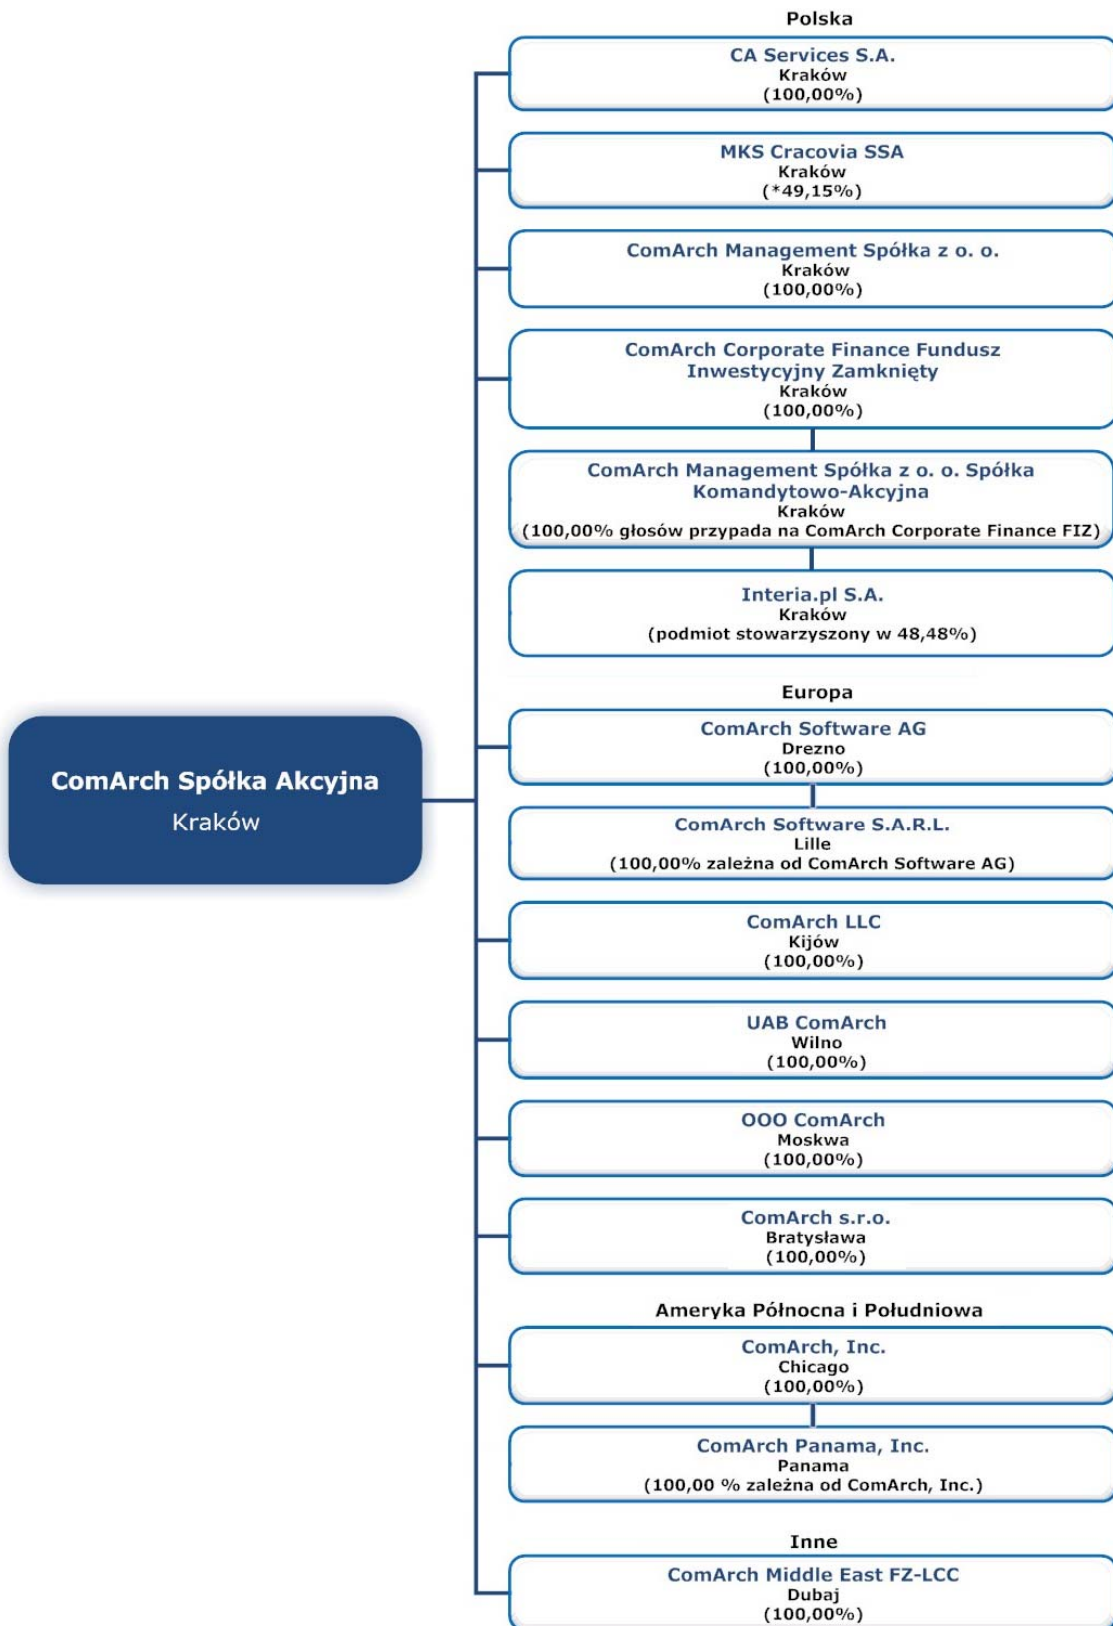 Polska
CA Services S.A.
Kraków
(100,00%)
MKS Cracovia SSA
Kraków
(*49,15%)
ComArch Management Spółka z o. o.
Kraków
(100,00%)
ComArch Corporate Finance Fundusz
Inwestycyjny Zamknięty
Kraków
(100,00%)
ComArch Management Spółka z o. o. Spółka
Komandytowo-Akcyjna
Kraków
(100,00% głosów przypada na ComArch Corporate Finance FIZ)
Interia.pl S.A.
Kraków
(podmiot stowarzyszony w 48,48%)
ComArch Spółka Akcyjna
Kraków
Europa
ComArch Software AG
Drezno
(100,00%)
ComArch Software S.A.R.L.
Lille
(100,00% zależna od ComArch Software AG)
ComArch LLC
Kijów
(100,00%)
UAB ComArch
Wilno
(100,00%)
OOO ComArch
Moskwa
(100,00%)
ComArch s.r.o.
Bratysława
(100,00%)
Ameryka Północna i Południowa
ComArch, Inc.
Chicago
(100,00%)
ComArch Panama, Inc.
Panama
(100,00 % zależna od ComArch, Inc.)
Inne
ComArch Middle East FZ-LCC
Dubaj
(100,00%)